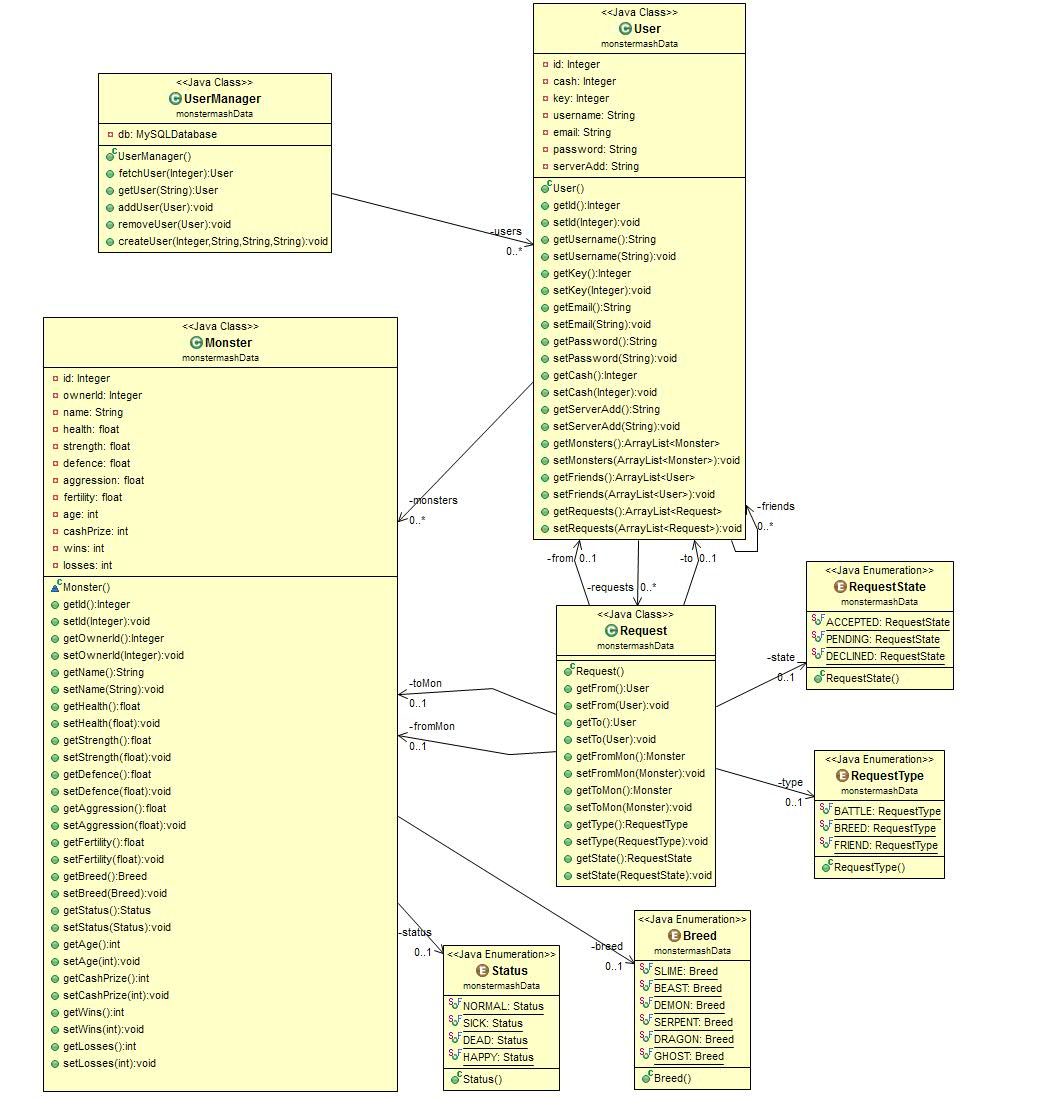 <<Java Class>>
User
monstermashData
id: Integer
cash: Integer
key: Integer
username: String
email: String
password: String
serverAdd: String
User()
getId():Integer
setId(Integer):void
getUsername():String
setUsername(String):void
getKey():Integer
setKey(Integer):void
getEmail():String
setEmail(String):void
getPassword():String
setPassword(String):void
getCash():Integer
setCash(Integer):void
getServerAdd():String
setServerAdd(String):void
getMonsters():ArrayList<Monster>
setMonsters(ArrayList<Monster>):void
getFriends():ArrayList<User>
setFriends(ArrayList<User>):void
getRequests():ArrayList<Request>
setRequests(ArrayList<Request>):void
<<Java Class>>
UserManager
monstermashData
db: MySQLDatabase
UserManager()
fetchUser(Integer):User
getUser(String):User
addUser(User):void
removeUser(User):void
createUser(Integer,String,String,String):void
-users
0..*
<<Java Class>>
Monster
monstermashData
id: Integer
ownerId: Integer
name: String
health: float
strength: float
defence: float
aggression: float
fertility: float
age: int
cashPrize: int
wins: int
losses: int
Monster()
getId():Integer
setId(Integer):void
getOwnerId():Integer
setOwnerId(Integer):void
getName():String
setName(String):void
getHealth():float
setHealth(float):void
getStrength():float
setStrength(float):void
getDefence():float
setDefence(float):void
getAggression():float
setAggression(float):void
getFertility():float
setFertility(float):void
getBreed():Breed
setBreed(Breed):void
getStatus():Status
setStatus(Status):void
getAge():int
setAge(int):void
getCashPrize():int
setCashPrize(int):void
getWins():int
setWins(int):void
getLosses():int
setLosses(int):void
-monsters
0..*
-friends
0..*
-from 0..1
-to 0..1
-requests 0..*
<<Java Class>>
Request
monstermashData
Request()
getFrom():User
setFrom(User):void
getTo():User
setTo(User):void
getFromMon():Monster
setFromMon(Monster):void
getToMon():Monster
setToMon(Monster):void
getType():RequestType
setType(RequestType):void
getState():RequestState
setState(RequestState):void
-toMon
0..1
-fromMon
0..1
-state
0..1
<<Java Enumeration>>
RequestState
monstermashData
ACCEPTED: RequestState
PENDING: RequestState
DECLINED: RequestState
RequestState()
-type
0..1
<<Java Enumeration>>
RequestType
monstermashData
BATTLE: RequestType
BREED: RequestType
FRIEND: RequestType
RequestType()
-status
0..1
<<Java Enumeration>>
Status
monstermashData
NORMAL: Status
SICK: Status
DEAD: Status
HAPPY: Status
Status()
-breed
0..1
<<Java Enumeration>>
Breed
monstermashData
SLIME: Breed
BEAST: Breed
DEMON: Breed
SERPENT: Breed
DRAGON: Breed
GHOST: Breed
Breed()